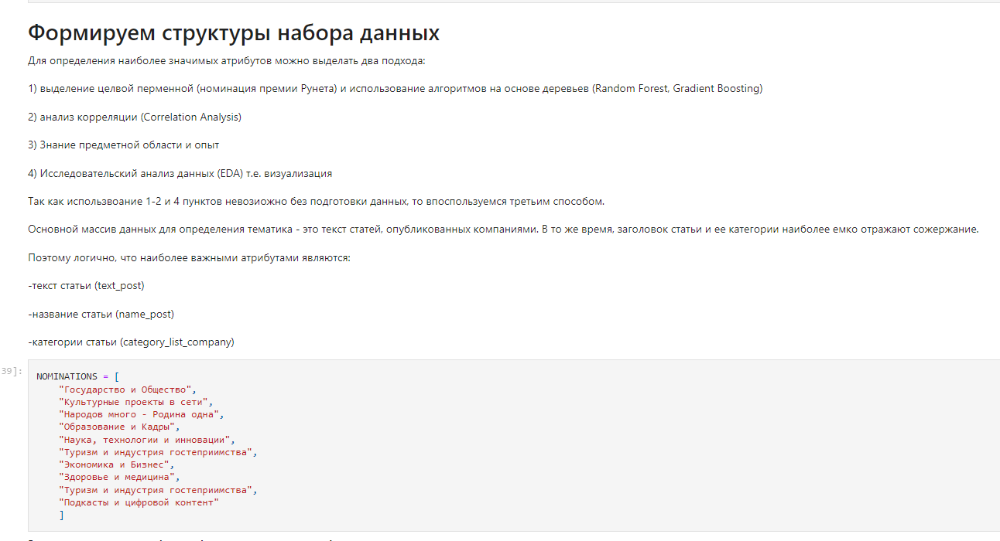 Формируем структуры набора данных
Для определения наиболее значимых атрибутов можно выделать два подхода:
1) выделение целвой перменной (номинация премии Рунета) и использование алгоритмов на основе деревьев (Random Forest, Gradient Boosting)
2) анализ корреляции (Correlation Analysis)
3) Знание предметной области и опыт
4) Исследовательский анализ данных (EDA) т.е. визуализация
Так как использвоание 1-2 и 4 пунктов невозиожно без подготовки данных, то впоспользуемся третьим способом.
Основной массив данных для определения тематика - это текст статей, опубликованных компаниями. В то же время, заголовок статьи и ее категории наиболее емко отражают сожержание.
Поэтому логично, что наиболее важными атрибутами являются:
-текст статьи (text_post)
-название статьи (name_post)
-категории статьи (category_list_company)
39]:
NOMINATIONS = [
"Государство и Общество",
"Культурные проекты в сети",
"Народов много - Родина одна",
"Образование и Кадры",
"Наука, технологии и инновации",
"Туризм и индустрия гостеприимства",
"Экономика и Бизнес",
"Здоровье и медицина",
"Туризм и индустрия гостеприимства",
"Подкасты и цифровой контент"
]